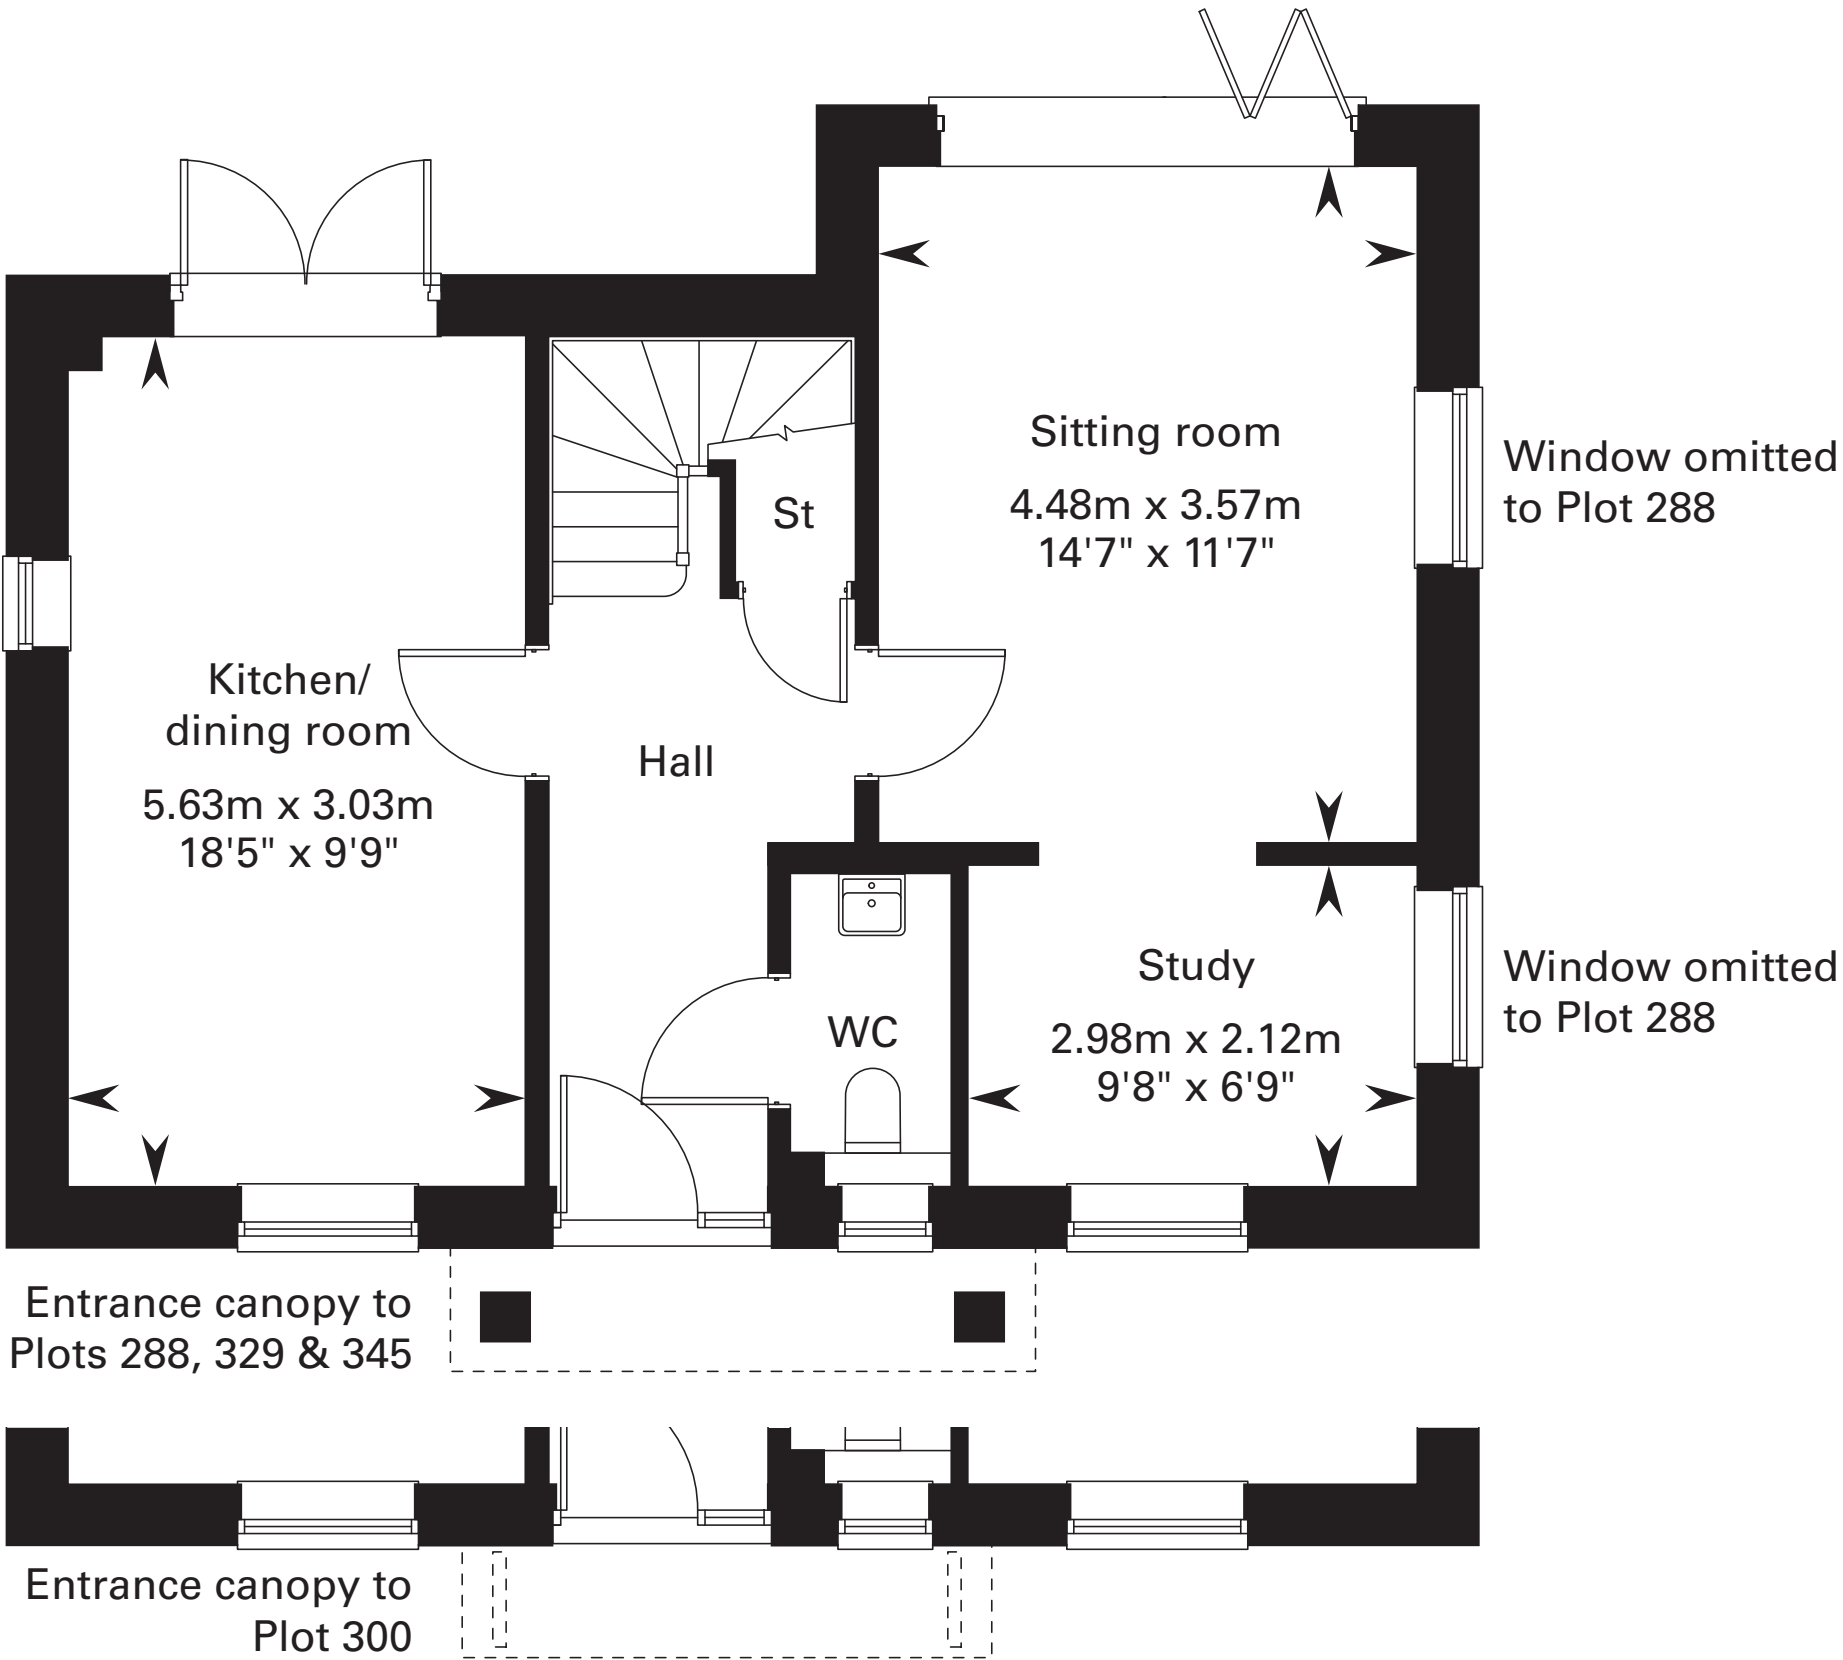 Sitting room
4.48m x 3.57m
14'7" x 11'7"
Window omitted
to Plot 288
St
Kitchen/
dining room
5.63m x 3.03m
18'5" x 9'9"
Hall
Study
2.98m x 2.12m
9'8" x 6'9"
WC
Window omitted
to Plot 288
Entrance canopy to
Plots 288, 329 & 345
Entrance canopy to
Plot 300